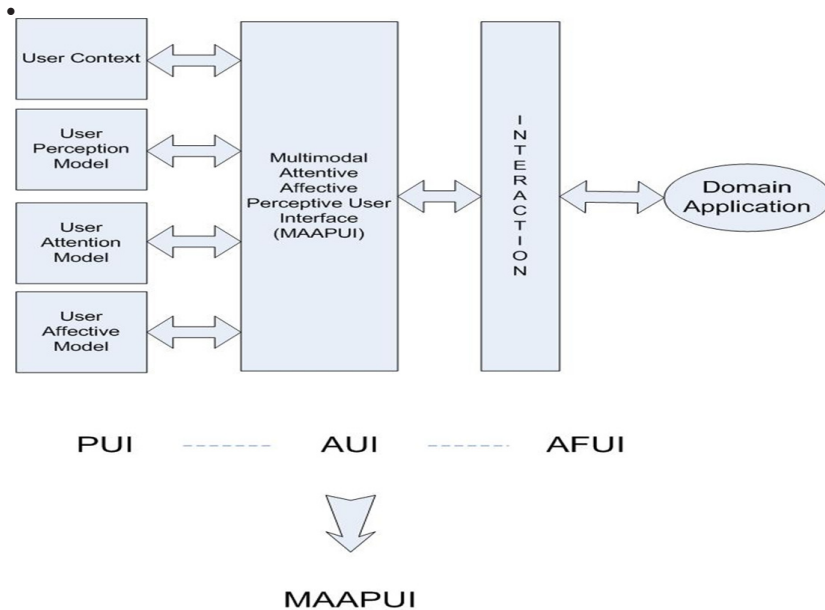 User Context
User
Perception
Model
User
Attention
Model
User
Affective
Model
Multimodal
Attentive
Affective
Perceptive User
Interface
(MAAPUI)
I
N
T
E
R
A
C
T
I
O
N
Domain
Application
PUI AUI AFUI
MAAPUI